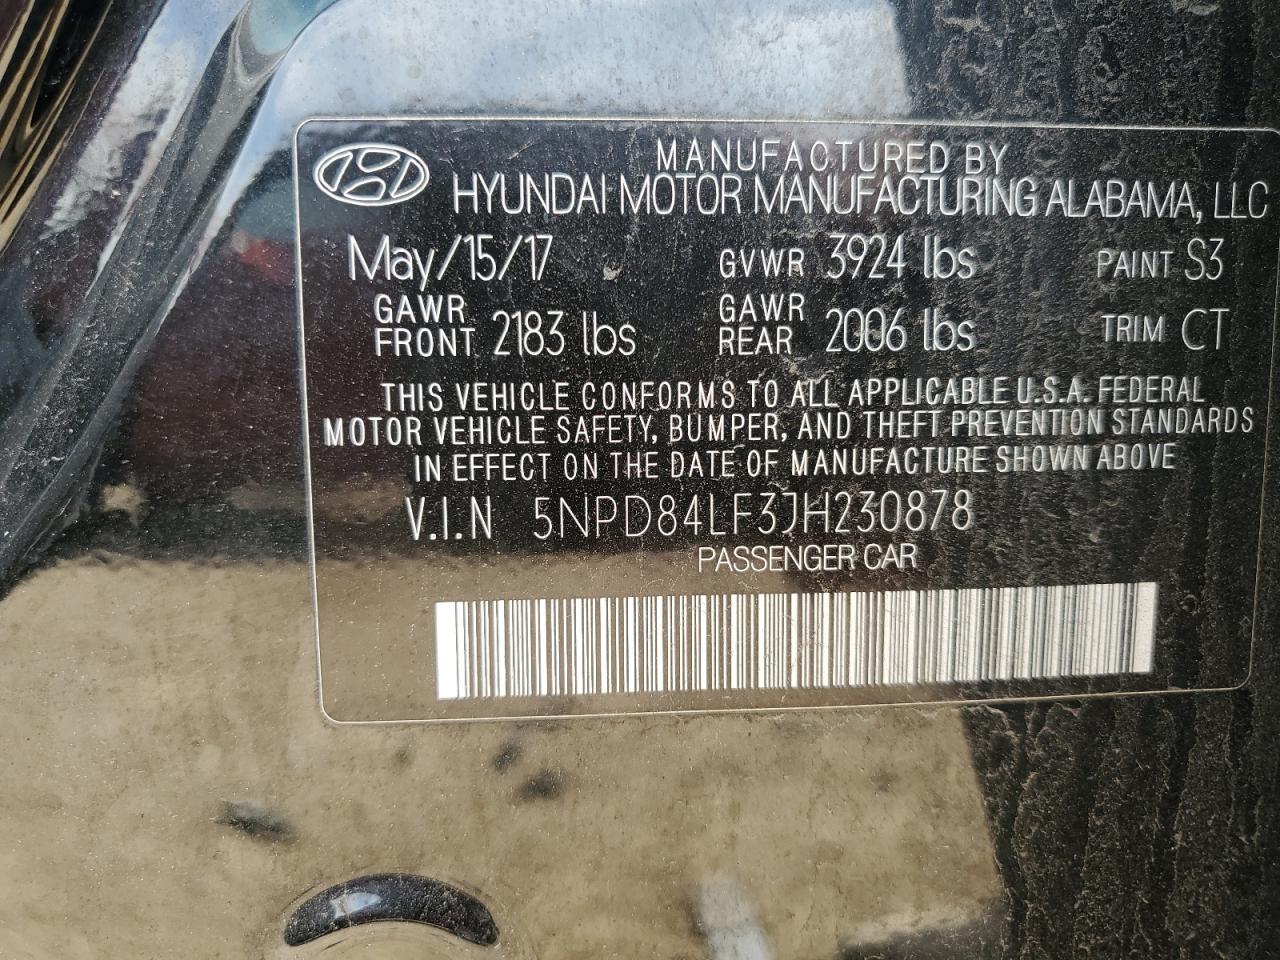 MANUFACTURED BY
HYUNDAI MOTOR MANUFACTURING ALABAMA, LLC
May/15/17 GVWR 3924 lbs PAINT S3
GAWR FRONT 2183 lbs GAWR REAR 2006 lbs TRIM CT
THIS VEHICLE CONFORMS TO ALL APPLICABLE U.S.A. FEDERAL
MOTOR VEHICLE SAFETY, BUMPER, AND THEFT PREVENTION STANDARDS
IN EFFECT ON THE DATE OF MANUFACTURE SHOWN ABOVE
V.I.N 5NPD84LF3JH230878
PASSENGER CAR